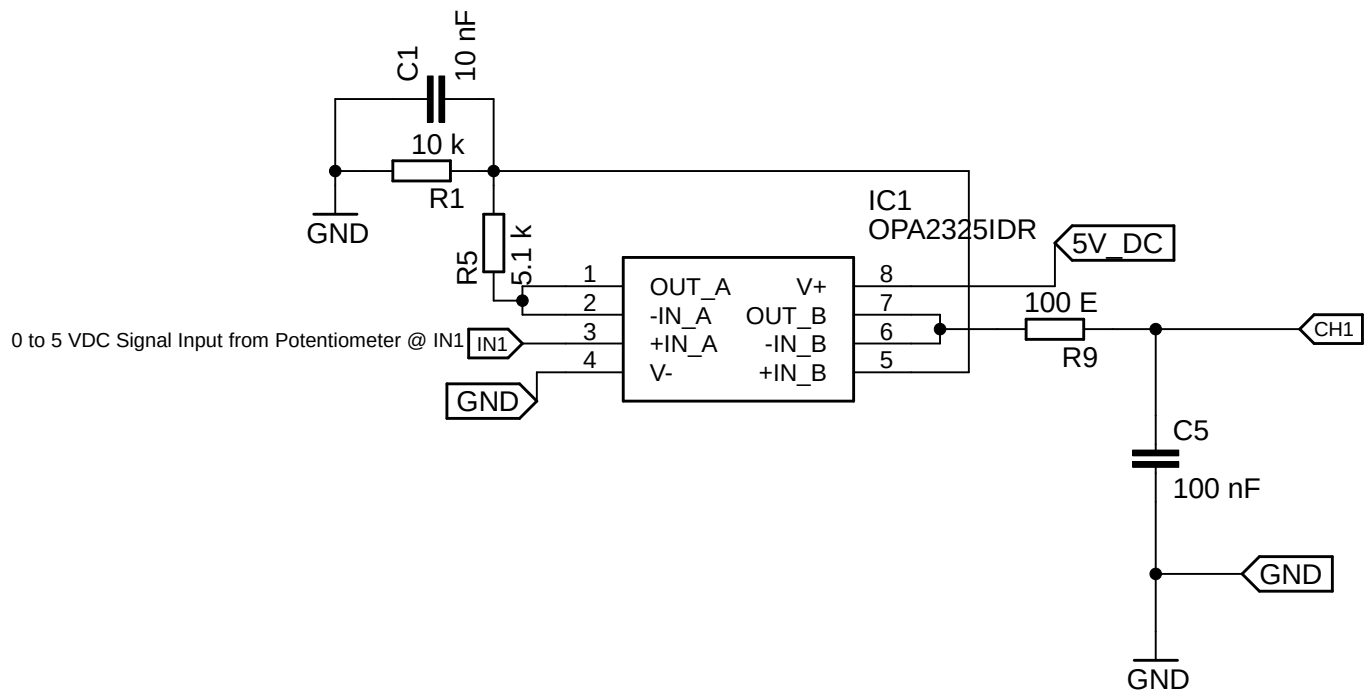 C1
10 nF
10 k
R1
GND
R5
5.1 k
IC1
OPA2325IDR
5V_DC
1
OUT_A
V+
8
2
-IN_A
OUT_B
7
100 E
R9
CH1
0 to 5 VDC Signal Input from Potentiometer @ IN1
IN1
3
+IN_A
-IN_B
6
4
V-
+IN_B
5
GND
C5
100 nF
GND
GND